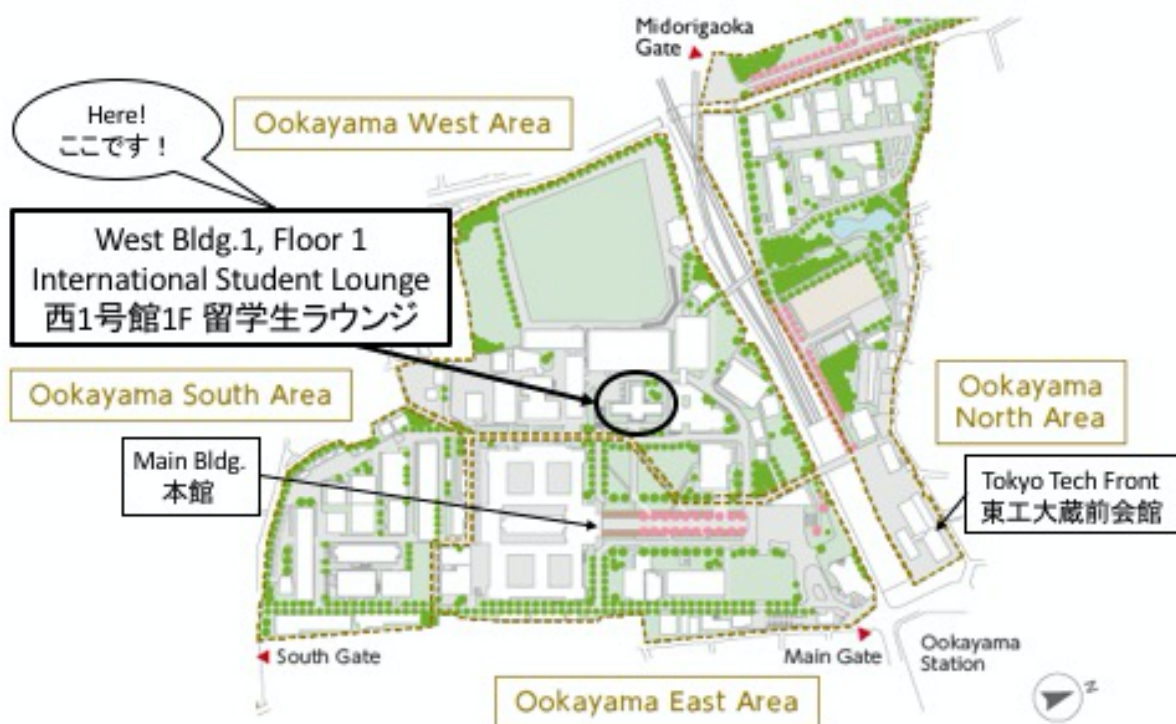 Midorigaoka
Gate
Here!
ここです！
Ookayama West Area
West Bldg.1, Floor 1
International Student Lounge
西1号館1F 留学生ラウンジ
Ookayama South Area
Ookayama
North Area
Main Bldg.
本館
Tokyo Tech Front
東工大蔵前会館
South Gate
Main Gate
Ookayama
Station
Ookayama East Area
N